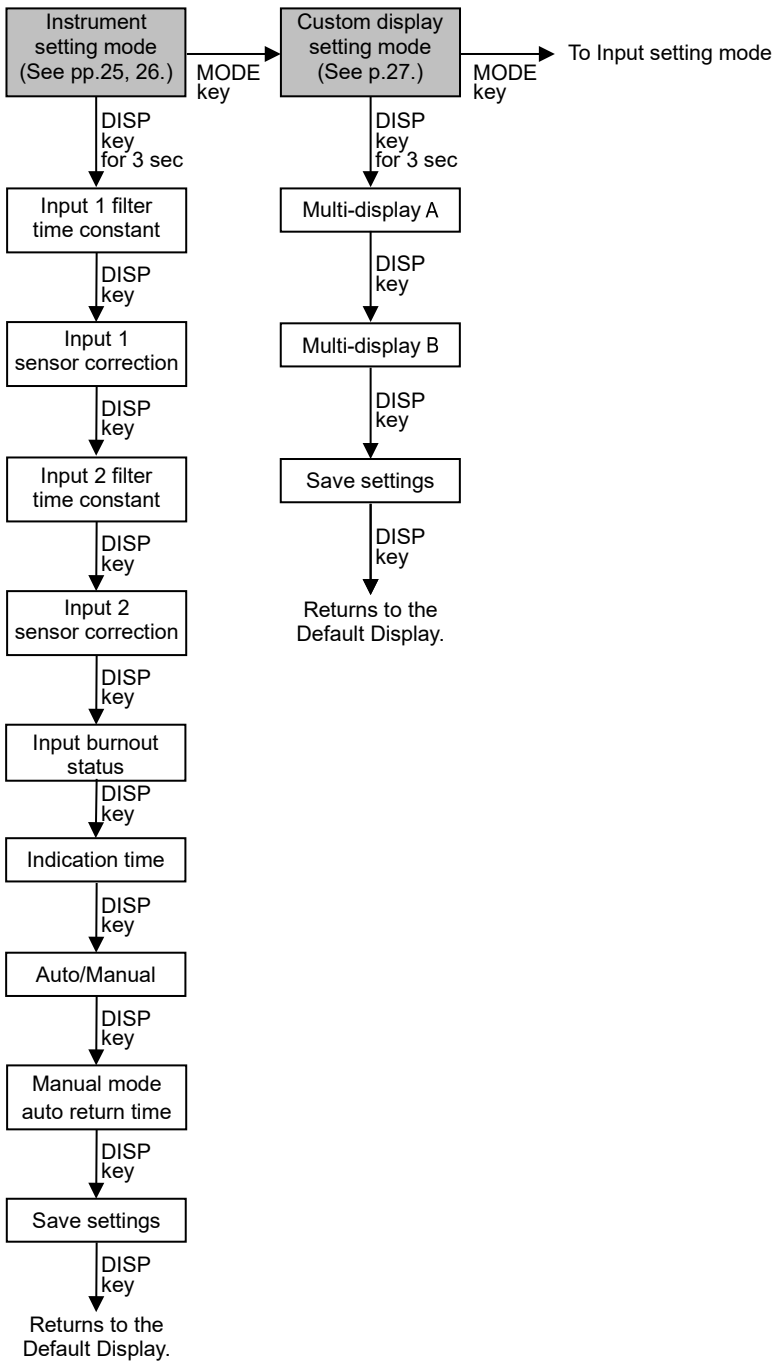 Instrument
setting mode
(See pp.25, 26.)
MODE
key
Custom display
setting mode
(See p.27.)
MODE
key
To Input setting mode
DISP
key
for 3 sec
Input 1 filter
time constant
DISP
key
Input 1
sensor correction
DISP
key
Input 2 filter
time constant
DISP
key
Input 2
sensor correction
DISP
key
Input burnout
status
DISP
key
Indication time
DISP
key
Auto/Manual
DISP
key
Manual mode
auto return time
DISP
key
Save settings
DISP
key
Returns to the
Default Display.
DISP
key
for 3 sec
Multi-display A
DISP
key
Multi-display B
DISP
key
Save settings
DISP
key
Returns to the
Default Display.